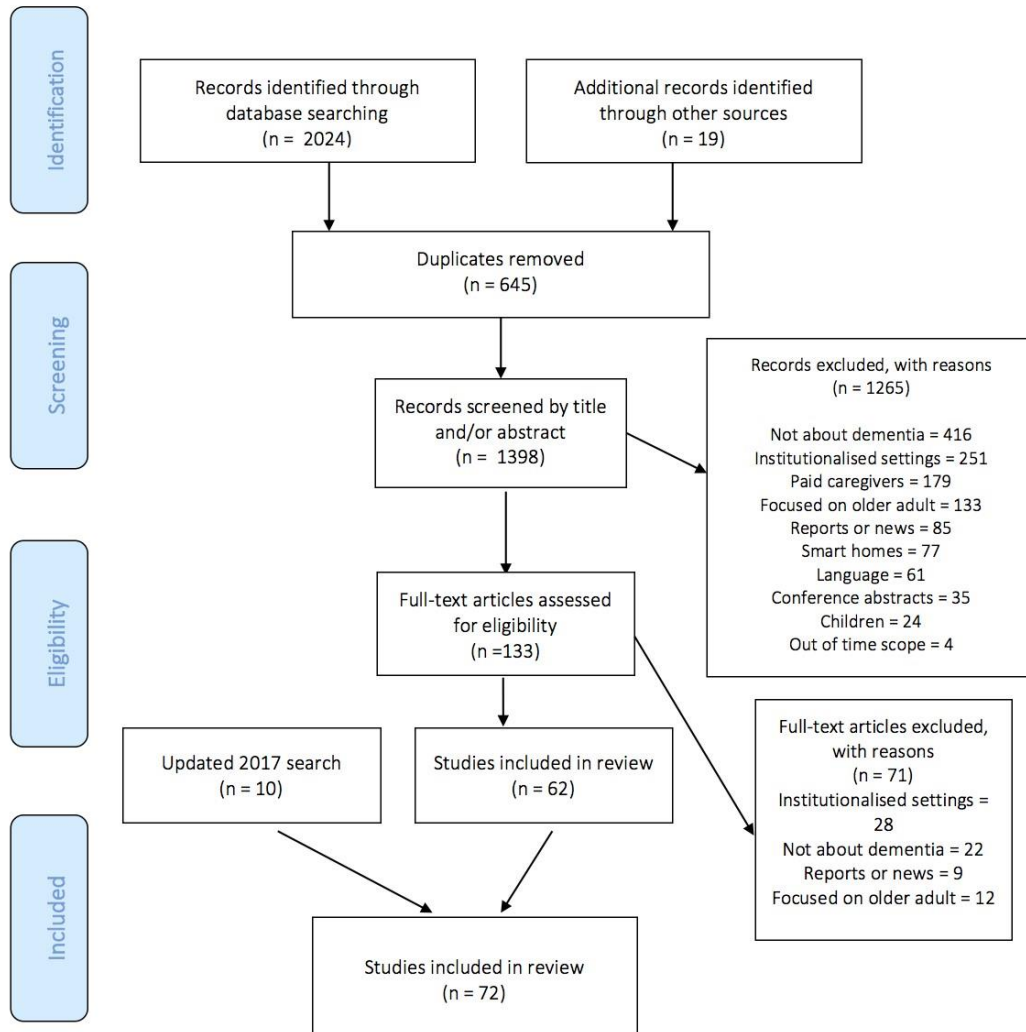 Identification
Records identified through
database searching
(n =  2024)
Additional records identified
through other sources
(n = 19)
Duplicates removed
(n = 645)
Screening
Records screened by title
and/or abstract
(n =  1398)
Records excluded, with reasons
(n = 1265)
Not about dementia = 416
Institutionalised settings = 251
Paid caregivers = 179
Focused on older adult = 133
Reports or news = 85
Smart homes = 77
Language = 61
Conference abstracts = 35
Children = 24
Out of time scope = 4
Eligibility
Full-text articles assessed
for eligibility
(n =133)
Full-text articles excluded,
with reasons
(n = 71)
Institutionalised settings =
28
Not about dementia = 22
Reports or news = 9
Focused on older adult = 12
Updated 2017 search
(n = 10)
Studies included in review
(n = 62)
Included
Studies included in review
(n = 72)